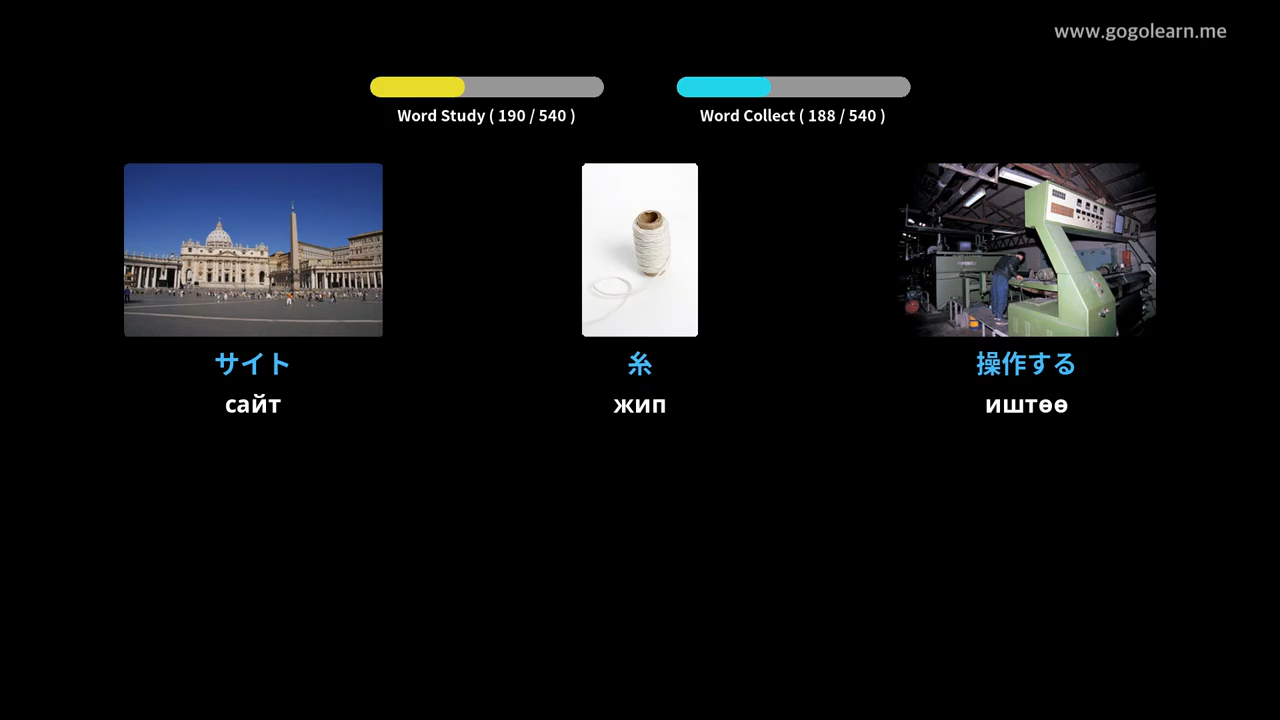 www.gogolearn.me
Word Study ( 190 / 540 )
Word Collect ( 188 / 540 )
サイト
糸
操作する
сайт
жип
иштөө